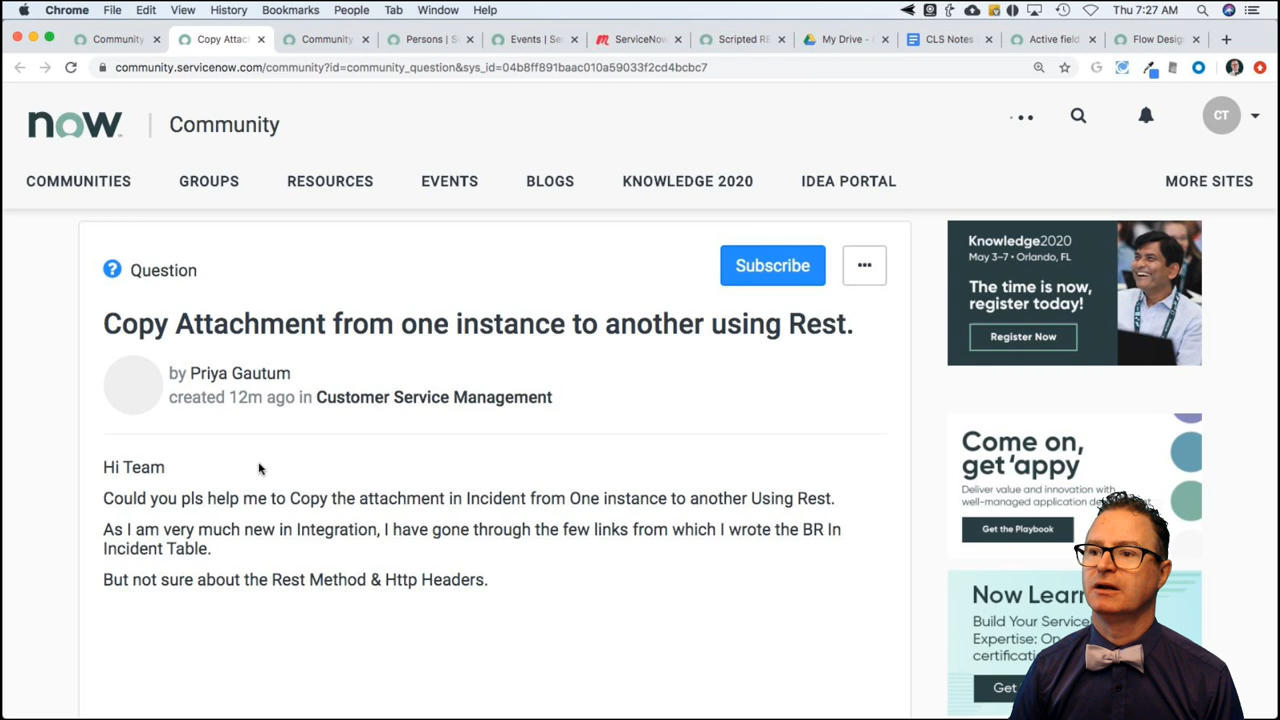 Chrome File Edit View History Bookmarks People Tab Window Help Thu 7:27 AM
Community
Copy Attach
Community
Persons | S
Events | Se
ServiceNow
Scripted RE
My Drive -
CLS Notes
Active field
Flow Desig
community.servicenow.com/community?id=community_question&sys_id=04b8ff891baac010a59033f2cd4bcbc7
now Community
CT
COMMUNITIES GROUPS RESOURCES EVENTS BLOGS KNOWLEDGE 2020 IDEA PORTAL MORE SITES
? Question
Subscribe
Copy Attachment from one instance to another using Rest.
by Priya Gautum
created 12m ago in Customer Service Management
Hi Team
Could you pls help me to Copy the attachment in Incident from One instance to another Using Rest.
As I am very much new in Integration, I have gone through the few links from which I wrote the BR In
Incident Table.
But not sure about the Rest Method & Http Headers.
Knowledge2020
May 3–7 • Orlando, FL
The time is now,
register today!
Register Now
Come on,
get ‘appy
Deliver value and innovation with
well-managed application de
Get the Playbook
Now Lear
Build Your Service
Expertise: On
certificati
Get